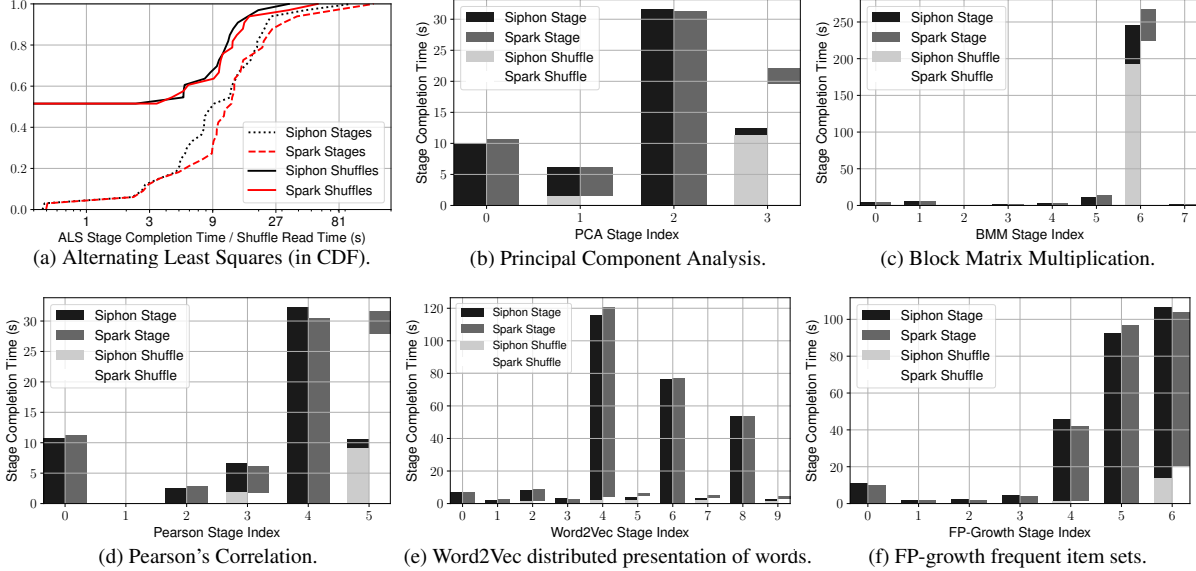 1.0
0.8
0.6
0.4
0.2
0.0
Siphon Stages
Spark Stages
Siphon Shuffles
Spark Shuffles
1 3 9 27 81
ALS Stage Completion Time / Shuffle Read Time (s)
(a) Alternating Least Squares (in CDF).
Stage Completion Time (s)
35
30
25
20
15
10
5
0
Siphon Stage
Spark Stage
Siphon Shuffle
Spark Shuffle
0 1 2 3
PCA Stage Index
(b) Principal Component Analysis.
Stage Completion Time (s)
250
200
150
100
50
0
Siphon Stage
Spark Stage
Siphon Shuffle
Spark Shuffle
0 1 2 3 4 5 6 7
BMM Stage Index
(c) Block Matrix Multiplication.
Stage Completion Time (s)
30
25
20
15
10
5
0
Siphon Stage
Spark Stage
Siphon Shuffle
Spark Shuffle
0 1 2 3 4 5
Pearson Stage Index
(d) Pearson's Correlation.
Stage Completion Time (s)
120
100
80
60
40
20
0
Siphon Stage
Spark Stage
Siphon Shuffle
Spark Shuffle
0 1 2 3 4 5 6 7 8 9
Word2Vec Stage Index
(e) Word2Vec distributed presentation of words.
Stage Completion Time (s)
100
80
60
40
20
0
Siphon Stage
Spark Stage
Siphon Shuffle
Spark Shuffle
0 1 2 3 4 5 6
FP-Growth Stage Index
(f) FP-growth frequent item sets.